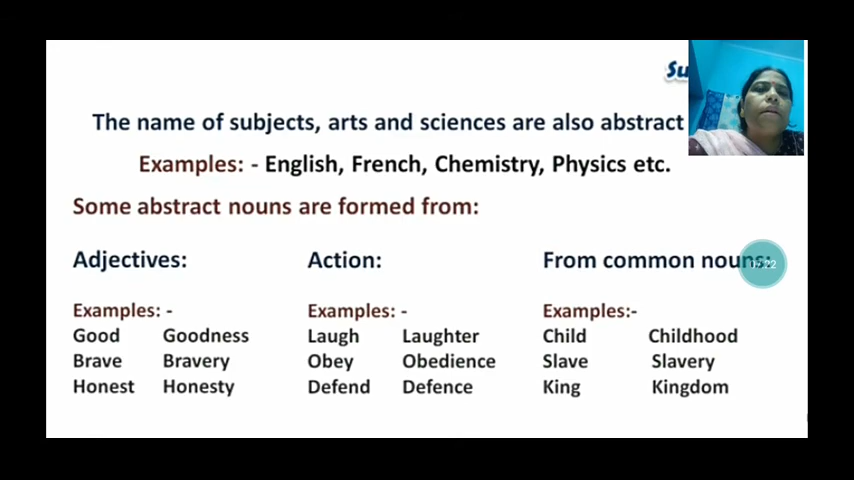 Su
The name of subjects, arts and sciences are also abstract
Examples: - English, French, Chemistry, Physics etc.
Some abstract nouns are formed from:
Adjectives: Action: From common nouns:
Examples: - Examples: - Examples:-
Good Goodness Laugh Laughter Child Childhood
Brave Bravery Obey Obedience Slave Slavery
Honest Honesty Defend Defence King Kingdom